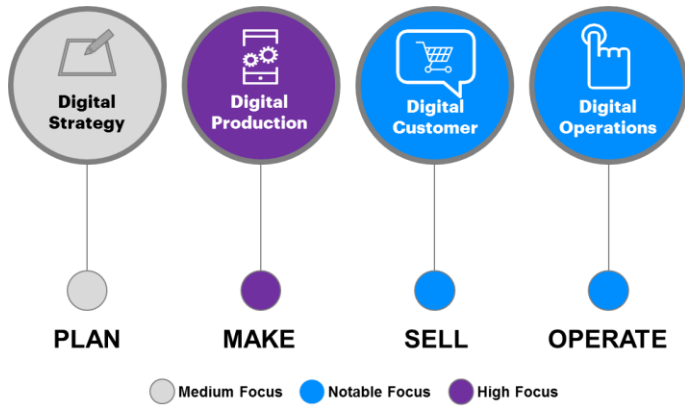 Digital
Strategy
Digital
Production
Digital
Customer
Digital
Operations
PLAN
MAKE
SELL
OPERATE
Medium Focus
Notable Focus
High Focus